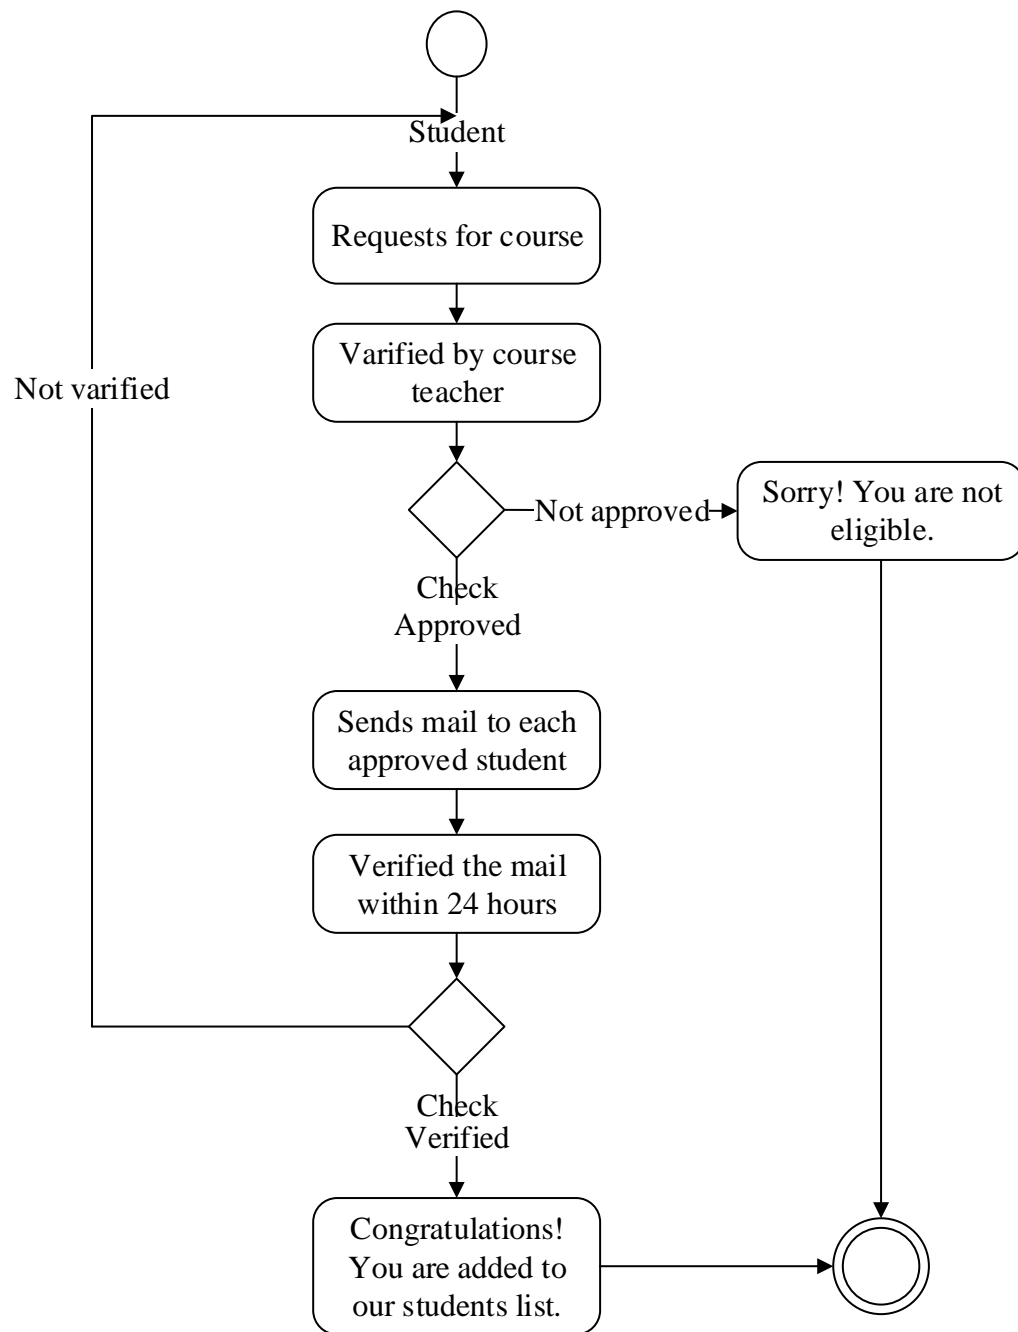 Student
Requests for course
Varified by course
teacher
Not varified
Not approved
Sorry! You are not
eligible.
Check
Approved
Sends mail to each
approved student
Verified the mail
within 24 hours
Check
Verified
Congratulations!
You are added to
our students list.